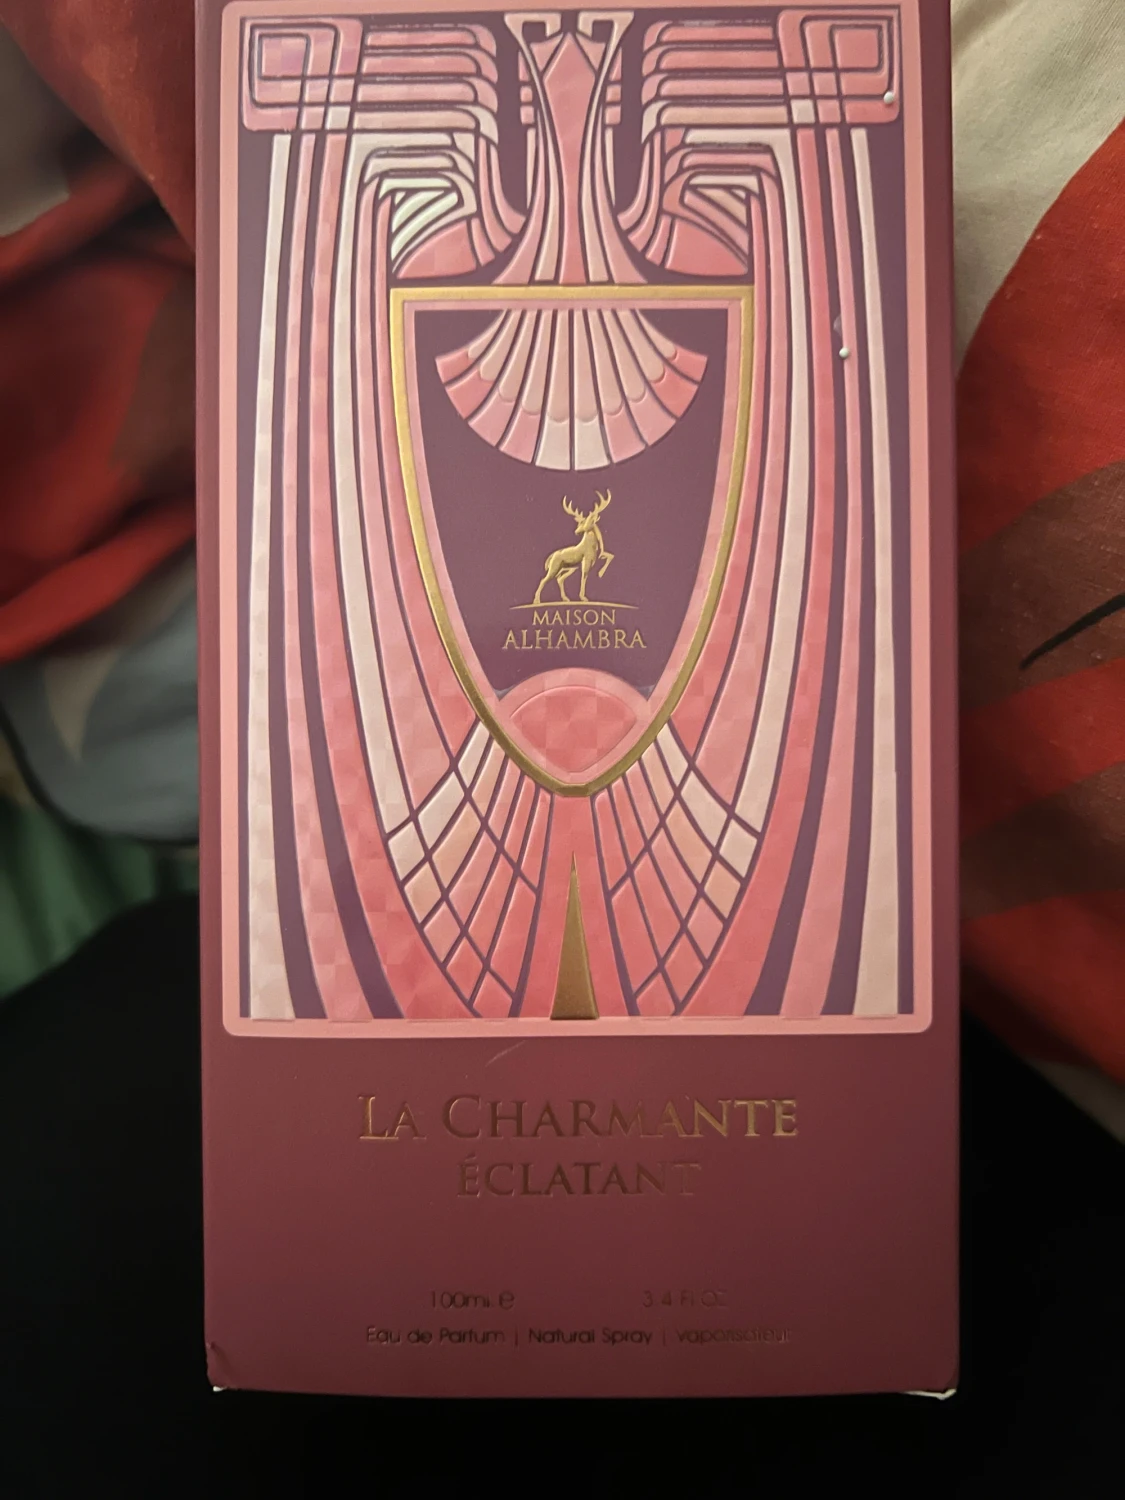 MAISON
ALHAMBRA
LA CHARMANTE
ÉCLATANT
100ml ℮ 3.4 Fl Oz
Eau de Parfum | Natural Spray | vaporisateur